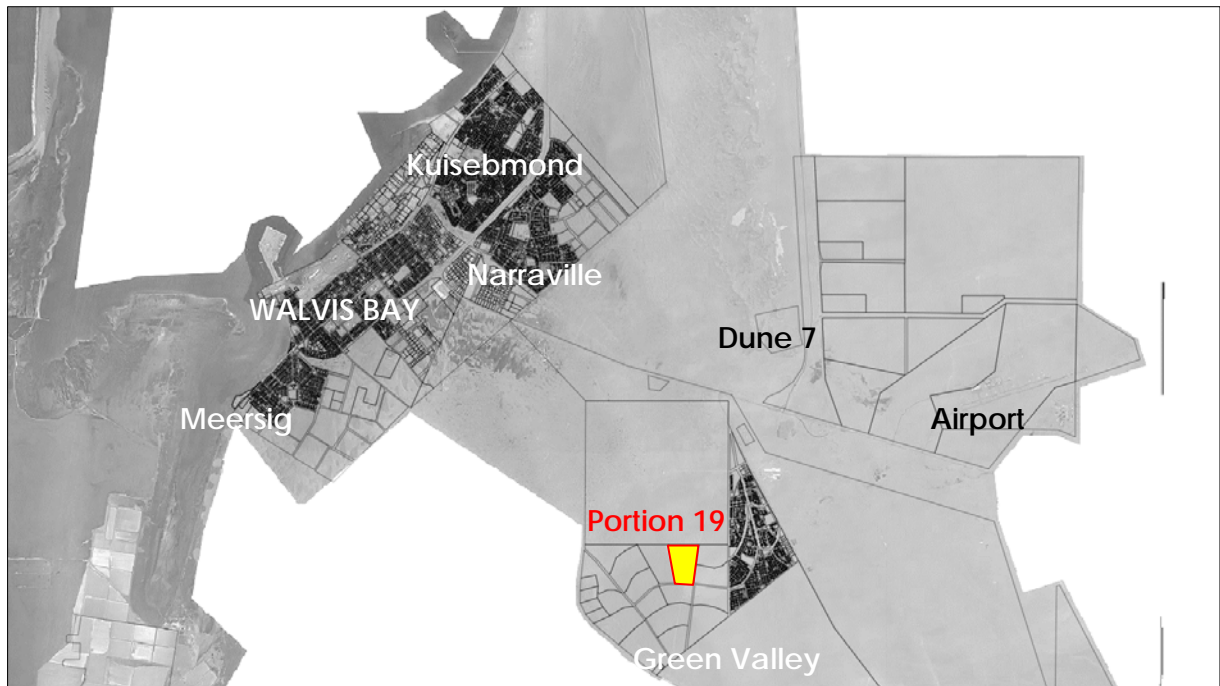 Kuisebmond
Narraville
WALVIS BAY
Dune 7
Meersig
Airport
Portion 19
Green Valley